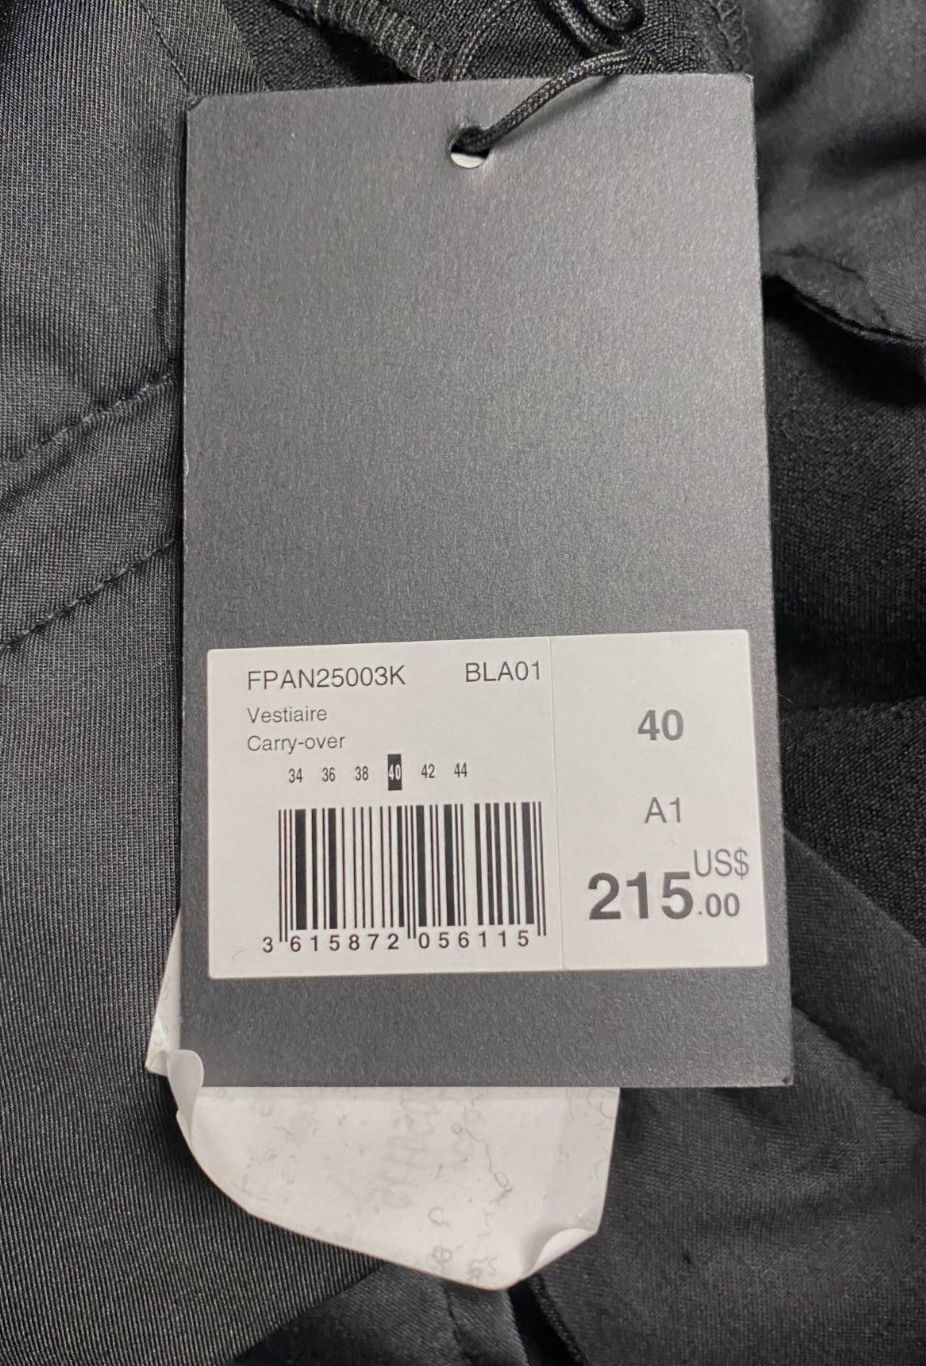 FPAN25003K BLA01
Vestiaire
Carry-over
34 36 38 40 42 44
3 615872 056115
40
A1
US$
215.00